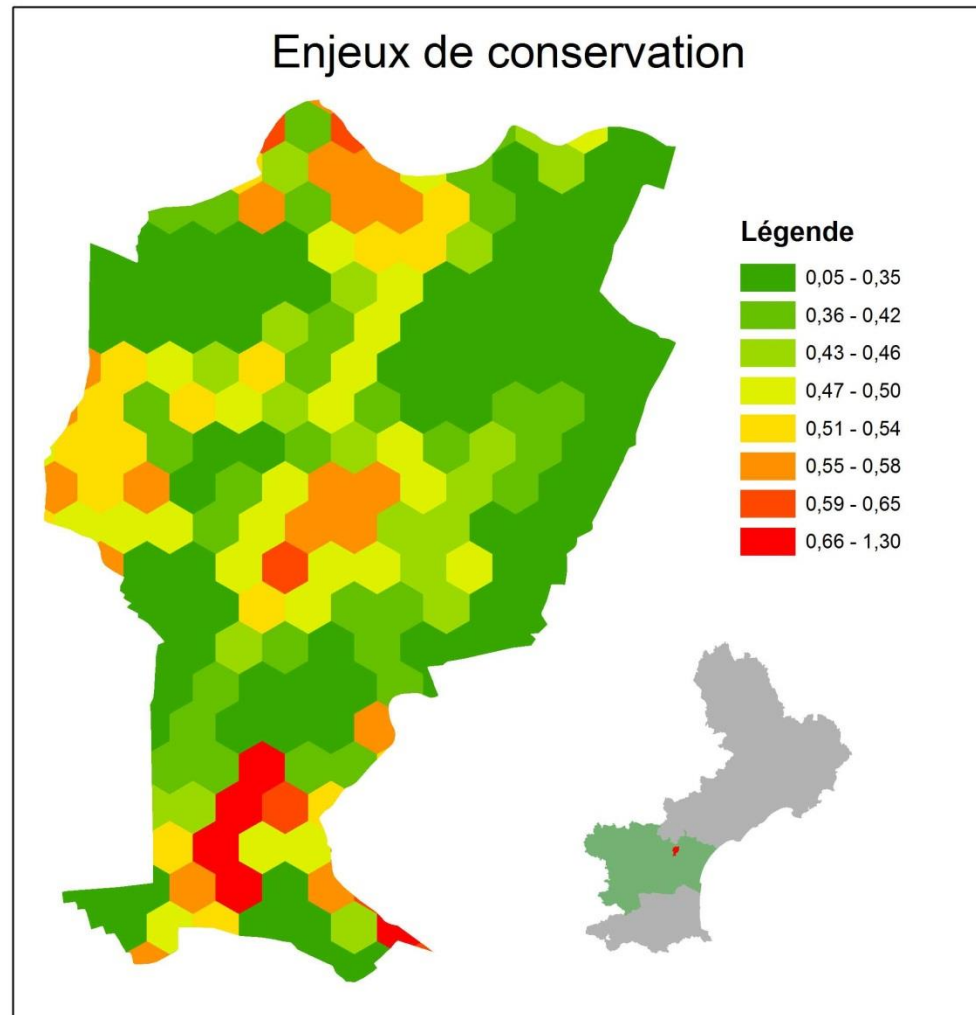 Enjeux de conservation
Légende
0,05 - 0,35
0,36 - 0,42
0,43 - 0,46
0,47 - 0,50
0,51 - 0,54
0,55 - 0,58
0,59 - 0,65
0,66 - 1,30